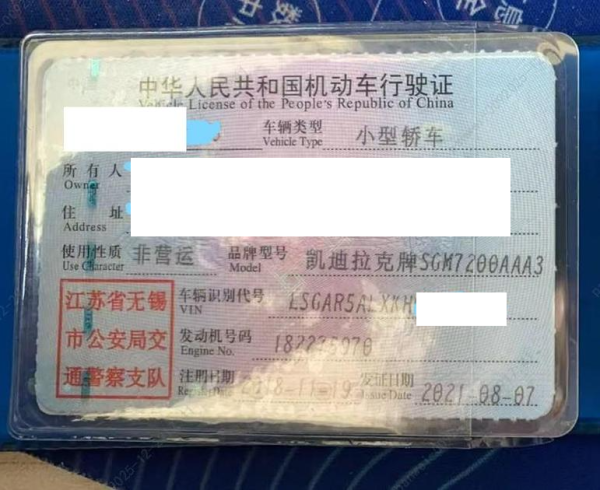 中华人民共和国机动车行驶证
Vehicle License of the People's Republic of China
车辆类型 小型轿车
Vehicle Type
所有人
Owner
住址
Address
使用性质 非营运 品牌型号 凯迪拉克牌SGM7200AAA3
Use Character Model
江苏省无锡
市公安局交
通警察支队
车辆识别代号 LSGAR5ALXKH
VIN
发动机号码
Engine No.
注册日期 2018-11-19 发证日期 2021-08-07
Register Date Issue Date